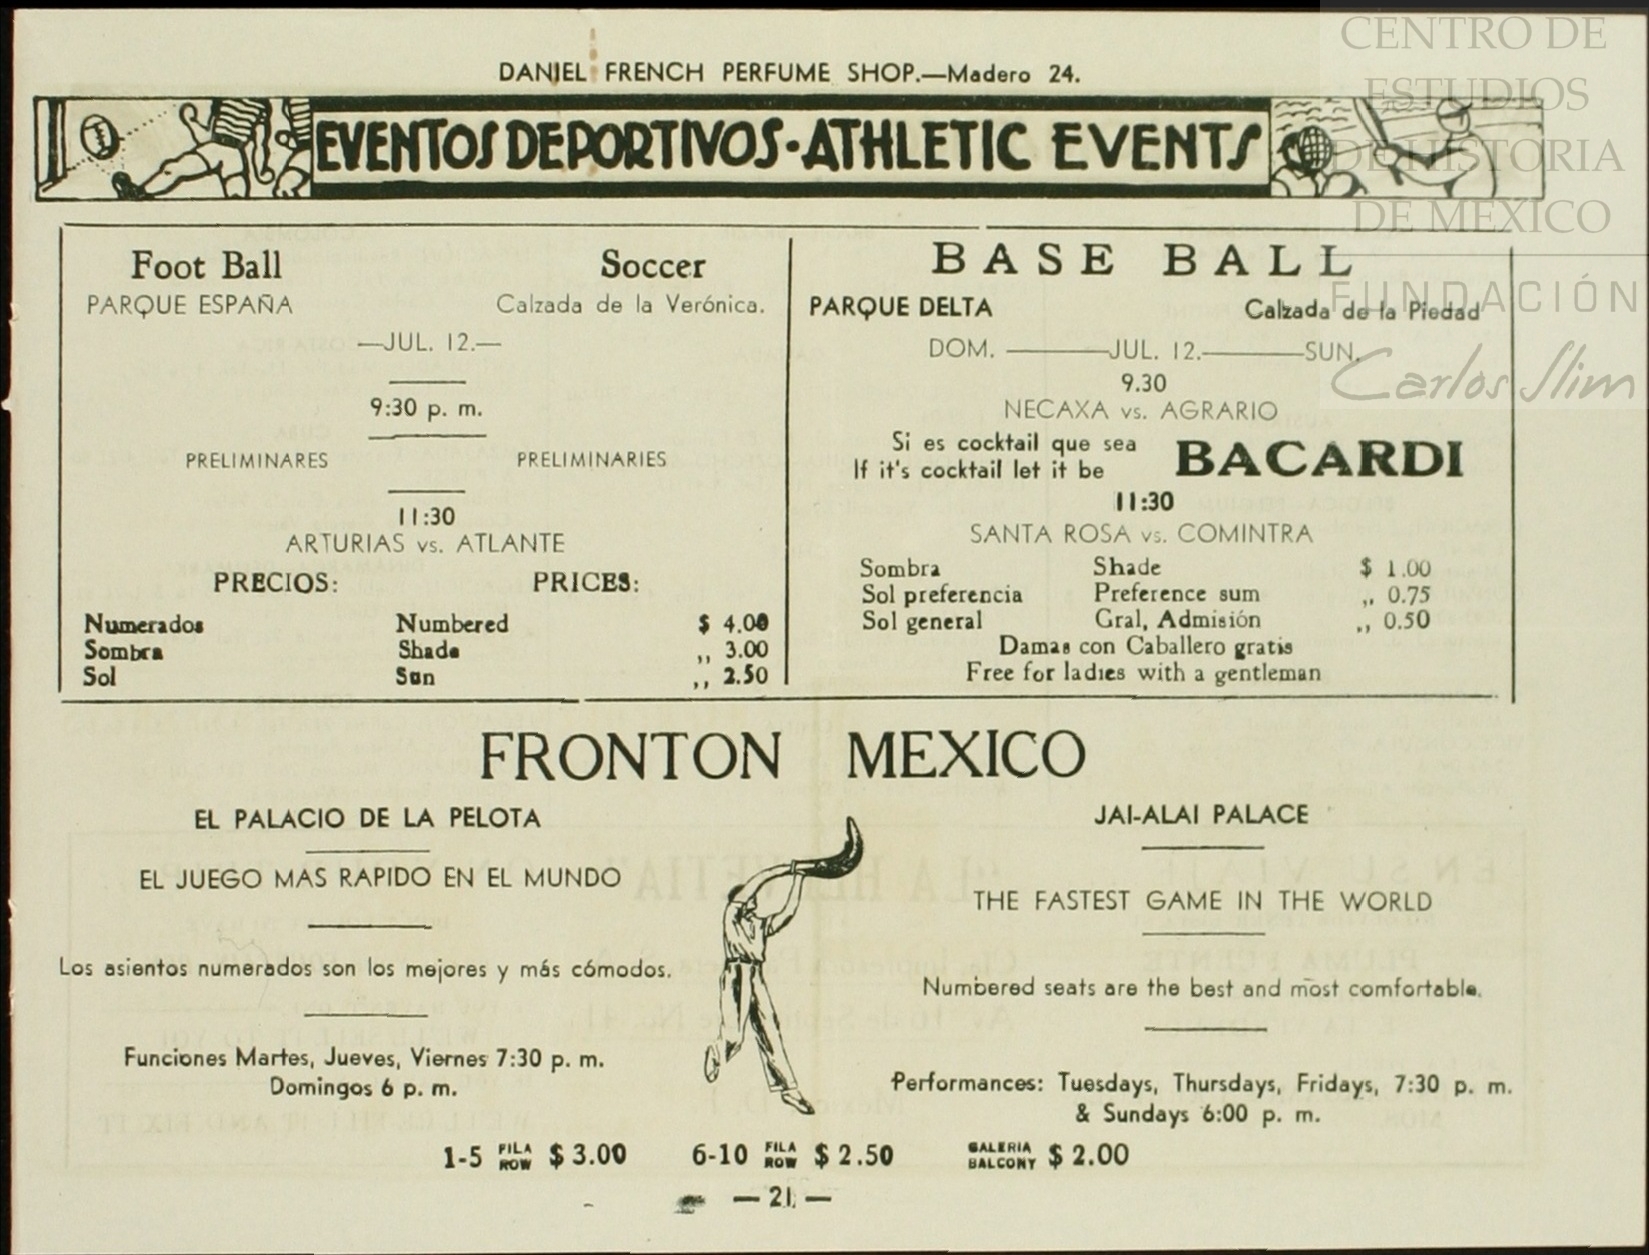 DANIEL FRENCH PERFUME SHOP.—Madero 24.
EVENTOS DEPORTIVOS·ATHLETIC EVENTS
CENTRO DE
ESTUDIOS
DE HISTORIA
DE MEXICO
FUNDACIÓN
Carlos Slim
Foot Ball Soccer
PARQUE ESPAÑA Calzada de la Verónica.
—JUL. 12.—
9:30 p. m.
PRELIMINARES PRELIMINARIES
11:30
ARTURIAS vs. ATLANTE
PRECIOS: PRICES:
Numerados Numbered $ 4.00
Sombra Shade ,, 3.00
Sol Sun ,, 2.50
BASE BALL
PARQUE DELTA Calzada de la Piedad
DOM. ———JUL. 12.———SUN.
9.30
NECAXA vs. AGRARIO
Si es cocktail que sea
If it's cocktail let it be
BACARDI
11:30
SANTA ROSA vs. COMINTRA
Sombra Shade $ 1.00
Sol preferencia Preference sum ,, 0.75
Sol general Gral, Admisión ,, 0.50
Damas con Caballero gratis
Free for ladies with a gentleman
FRONTON MEXICO
EL PALACIO DE LA PELOTA
EL JUEGO MAS RAPIDO EN EL MUNDO
Los asientos numerados son los mejores y más cómodos.
Funciones Martes, Jueves, Viernes 7:30 p. m.
Domingos 6 p. m.
JAI-ALAI PALACE
THE FASTEST GAME IN THE WORLD
Numbered seats are the best and most comfortable.
Performances: Tuesdays, Thursdays, Fridays, 7:30 p. m.
& Sundays 6:00 p. m.
1-5 FILA ROW $ 3.00 6-10 FILA ROW $ 2.50 GALERIA BALCONY $ 2.00
— 21 —